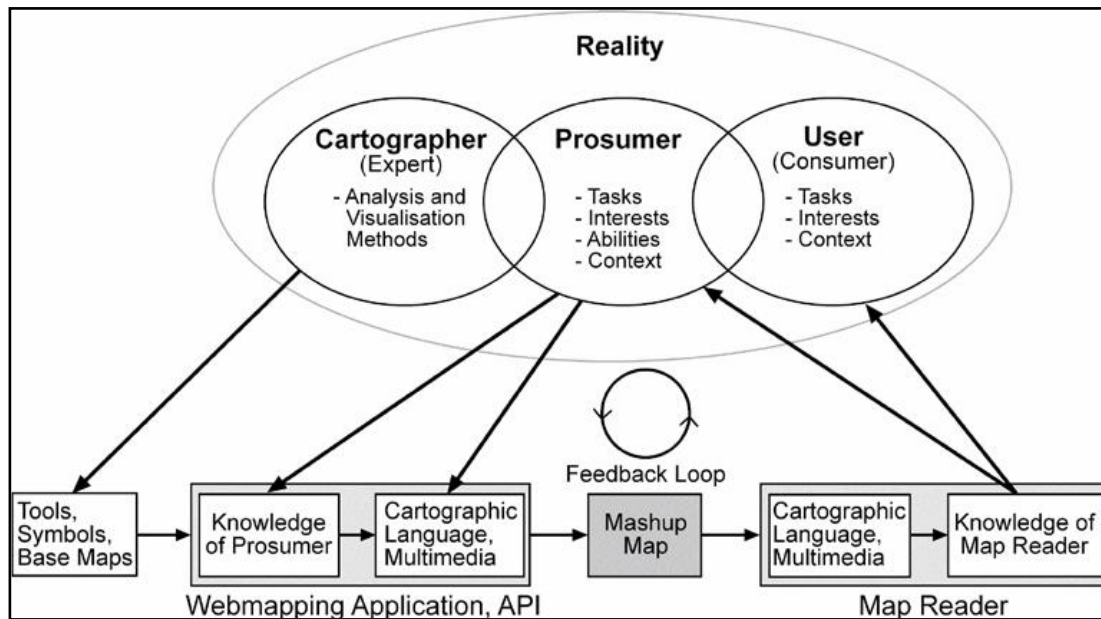 Reality
Cartographer
(Expert)
- Analysis and
Visualisation
Methods
Prosumer
- Tasks
- Interests
- Abilities
- Context
User
(Consumer)
- Tasks
- Interests
- Context
Feedback Loop
Tools,
Symbols,
Base Maps
Knowledge
of Prosumer
Cartographic
Language,
Multimedia
Mashup
Map
Cartographic
Language,
Multimedia
Knowledge of
Map Reader
Webmapping Application, API
Map Reader